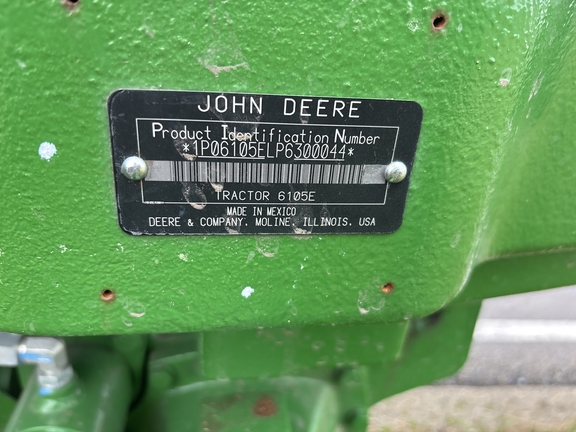 JOHN DEERE
Product Identification Number
*1P06105ELP6300044*
TRACTOR 6105E
MADE IN MEXICO
DEERE & COMPANY. MOLINE, ILLINOIS. USA